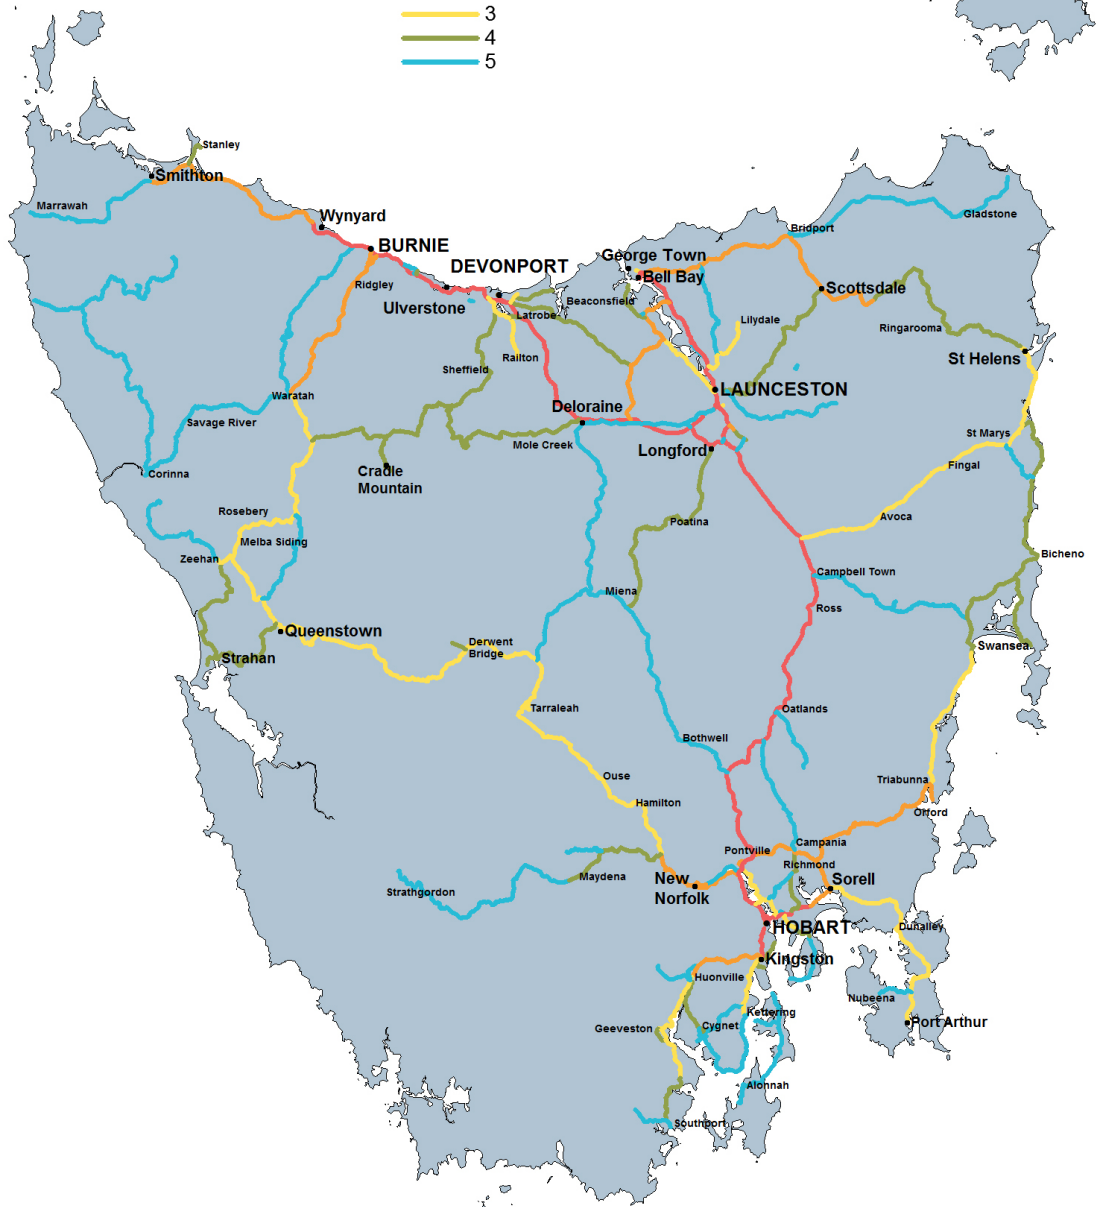 3
4
5
Stanley
Smithton
Marrawah
Wynyard
BURNIE
Gladstone
Bridport
George Town
DEVONPORT
Bell Bay
Ridgley
Scottsdale
Beaconsfield
Ulverstone
Latrobe
Lilydale
Ringarooma
Railton
St Helens
Sheffield
LAUNCESTON
Waratah
Deloraine
Savage River
St Marys
Mole Creek
Longford
Fingal
Corinna
Cradle
Mountain
Rosebery
Avoca
Poatina
Melba Siding
Bicheno
Zeehan
Campbell Town
Miena
Ross
Queenstown
Derwent
Bridge
Swansea
Strahan
Tarraleah
Oatlands
Bothwell
Ouse
Triabunna
Hamilton
Orford
Campania
Pontville
Richmond
Maydena
New
Norfolk
Sorell
Strathgordon
HOBART
Dunalley
Kingston
Huonville
Nubeena
Kettering
Port Arthur
Geeveston
Cygnet
Alonnah
Southport